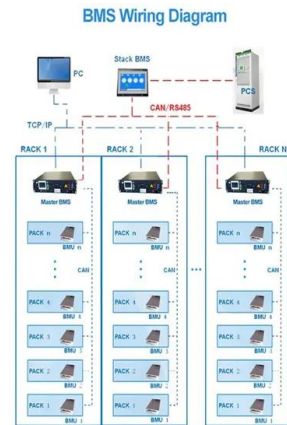 BMS Wiring Diagram
Stack BMS
PC
PCS
CAN/RS485
TCP/IP
RACK 1
RACK 2
RACK N
Master BMS
Master BMS
Master BMS
PACK n
BMU n
PACK n
BMU n
PACK n
BMU n
CAN
CAN
CAN
PACK 4
BMU 4
PACK 4
BMU 4
PACK 4
BMU 4
PACK 3
BMU 3
PACK 3
BMU 3
PACK 3
BMU 3
PACK 2
BMU 2
PACK 2
BMU 2
PACK 2
BMU 2
PACK 1
BMU 1
PACK 1
BMU 1
PACK 1
BMU 1